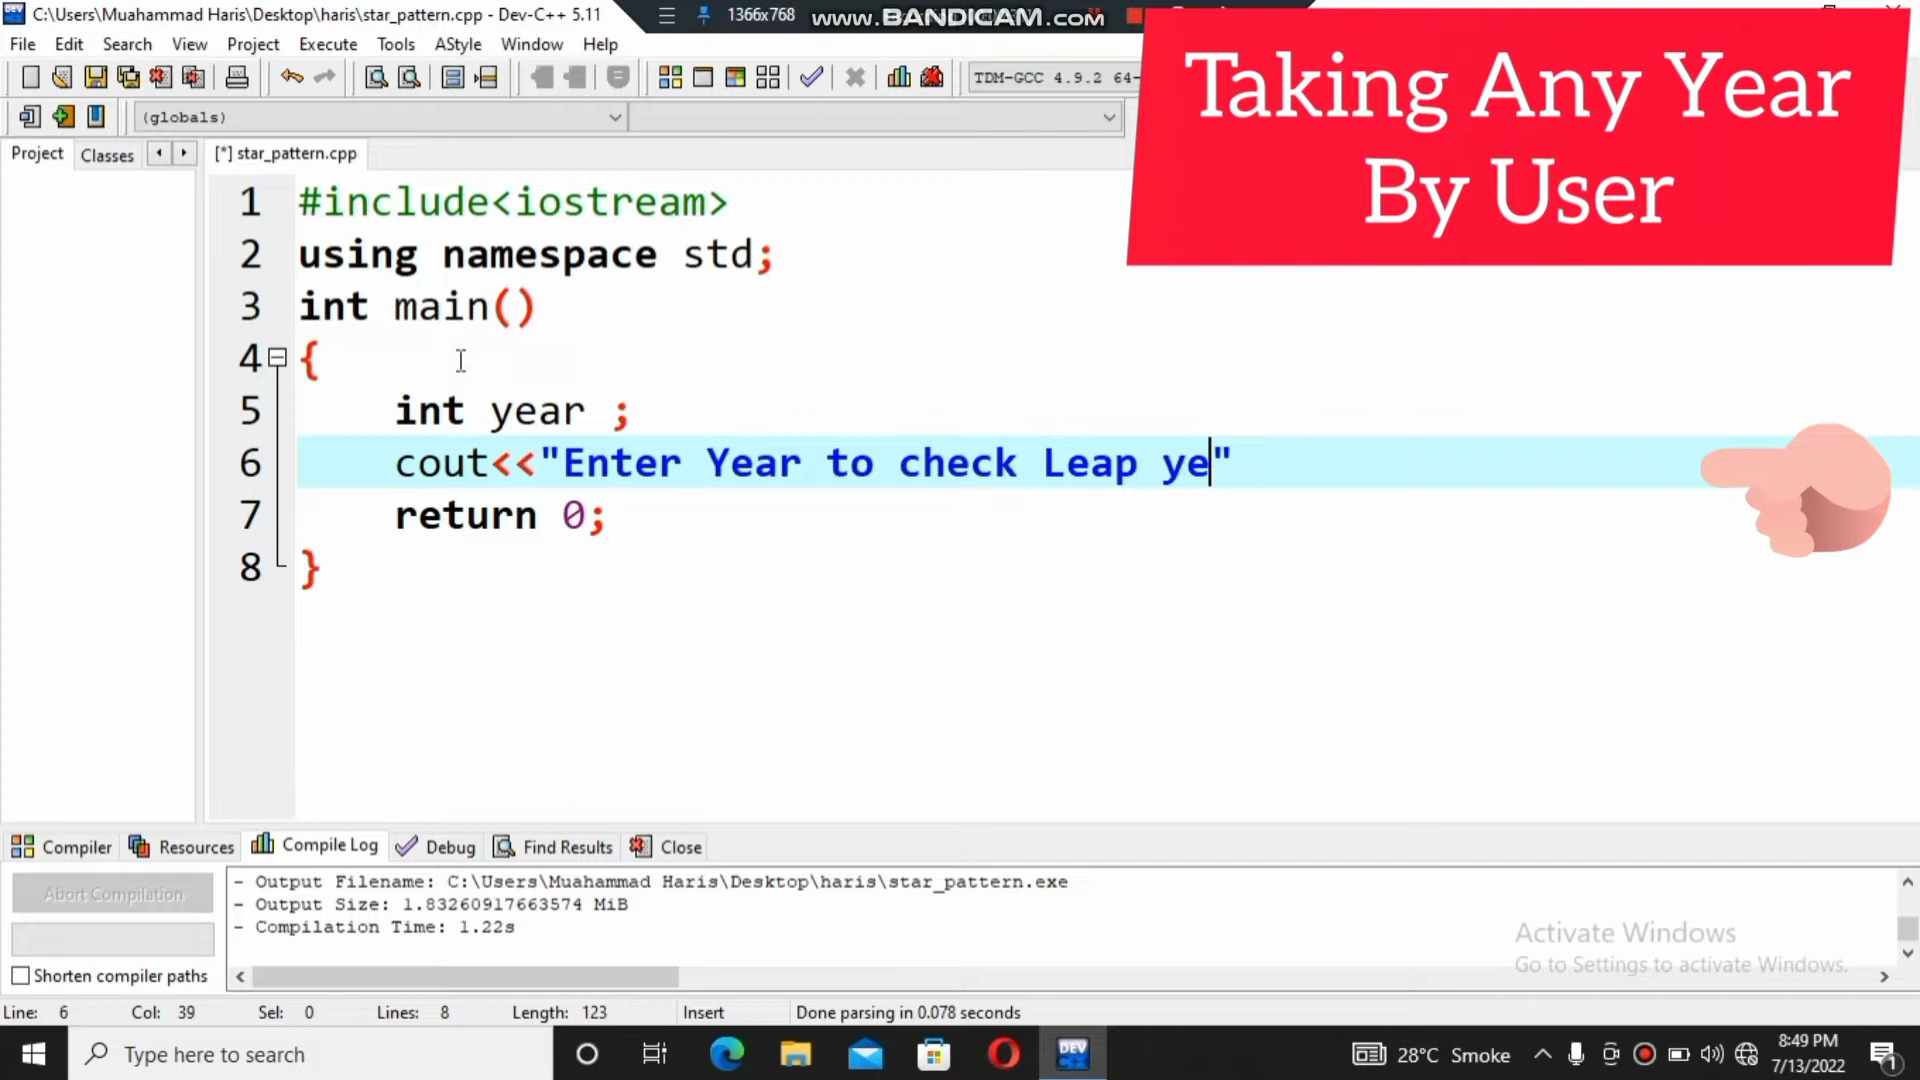 C:\Users\Muahammad Haris\Desktop\haris\star_pattern.cpp - Dev-C++ 5.11
1366x768
www.BANDICAM.com
File Edit Search View Project Execute Tools AStyle Window Help
TDM-GCC 4.9.2 64-
Taking Any Year
By User
(globals)
Project Classes [*] star_pattern.cpp
1 #include<iostream>
2 using namespace std;
3 int main()
4 {
5 int year ;
6 cout<<"Enter Year to check Leap ye"
7 return 0;
8 }
Compiler Resources Compile Log Debug Find Results Close
Abort Compilation
Shorten compiler paths
- Output Filename: C:\Users\Muahammad Haris\Desktop\haris\star_pattern.exe
- Output Size: 1.83260917663574 MiB
- Compilation Time: 1.22s
Activate Windows
Go to Settings to activate Windows.
Line: 6 Col: 39 Sel: 0 Lines: 8 Length: 123 Insert Done parsing in 0.078 seconds
Type here to search
DEV
28°C Smoke
8:49 PM
7/13/2022
1